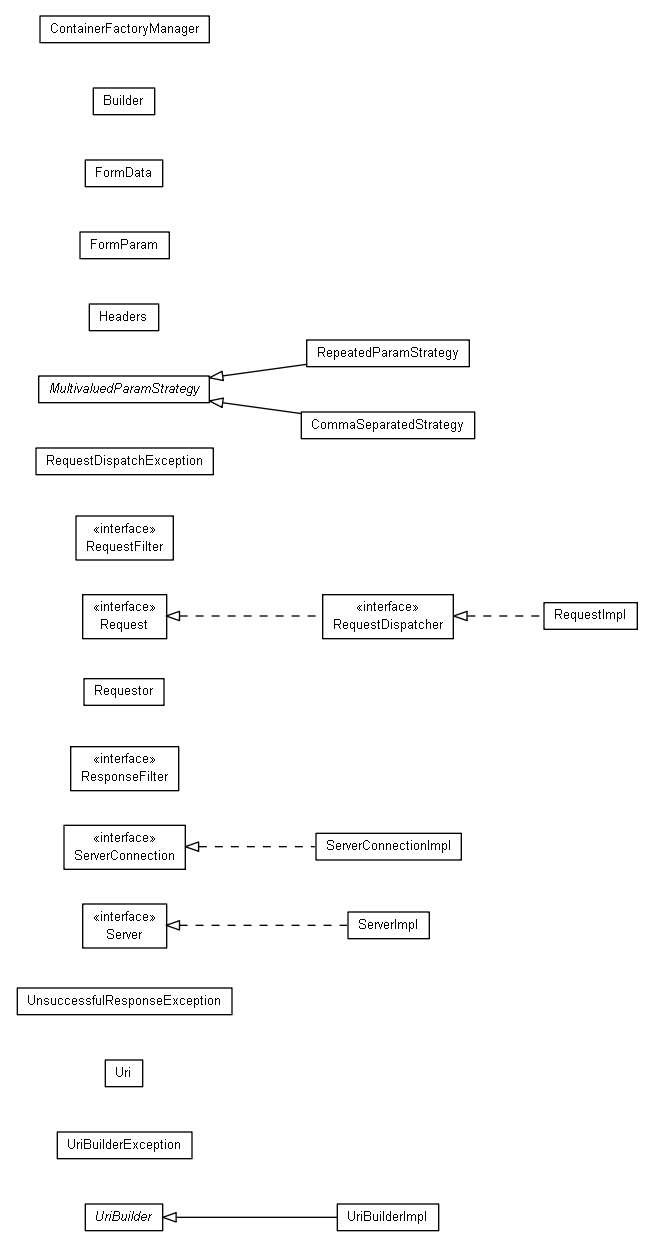 ContainerFactoryManager
Builder
FormData
FormParam
Headers
RepeatedParamStrategy
MultivaluedParamStrategy
CommaSeparatedStrategy
RequestDispatchException
«interface»
RequestFilter
«interface»
Request
«interface»
RequestDispatcher
RequestImpl
Requestor
«interface»
ResponseFilter
«interface»
ServerConnection
ServerConnectionImpl
«interface»
Server
ServerImpl
UnsuccessfulResponseException
Uri
UriBuilderException
UriBuilder
UriBuilderImpl